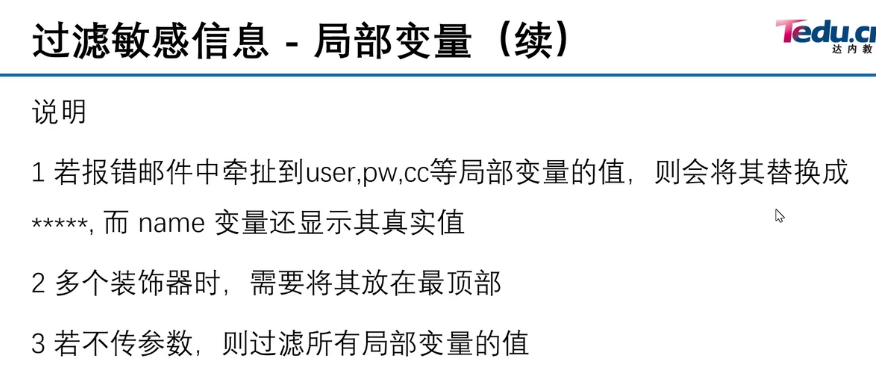 过滤敏感信息 - 局部变量（续）
Tedu.cn
达内教
说明
1 若报错邮件中牵扯到user,pw,cc等局部变量的值，则会将其替换成
*****, 而 name 变量还显示其真实值
2 多个装饰器时，需要将其放在最顶部
3 若不传参数，则过滤所有局部变量的值